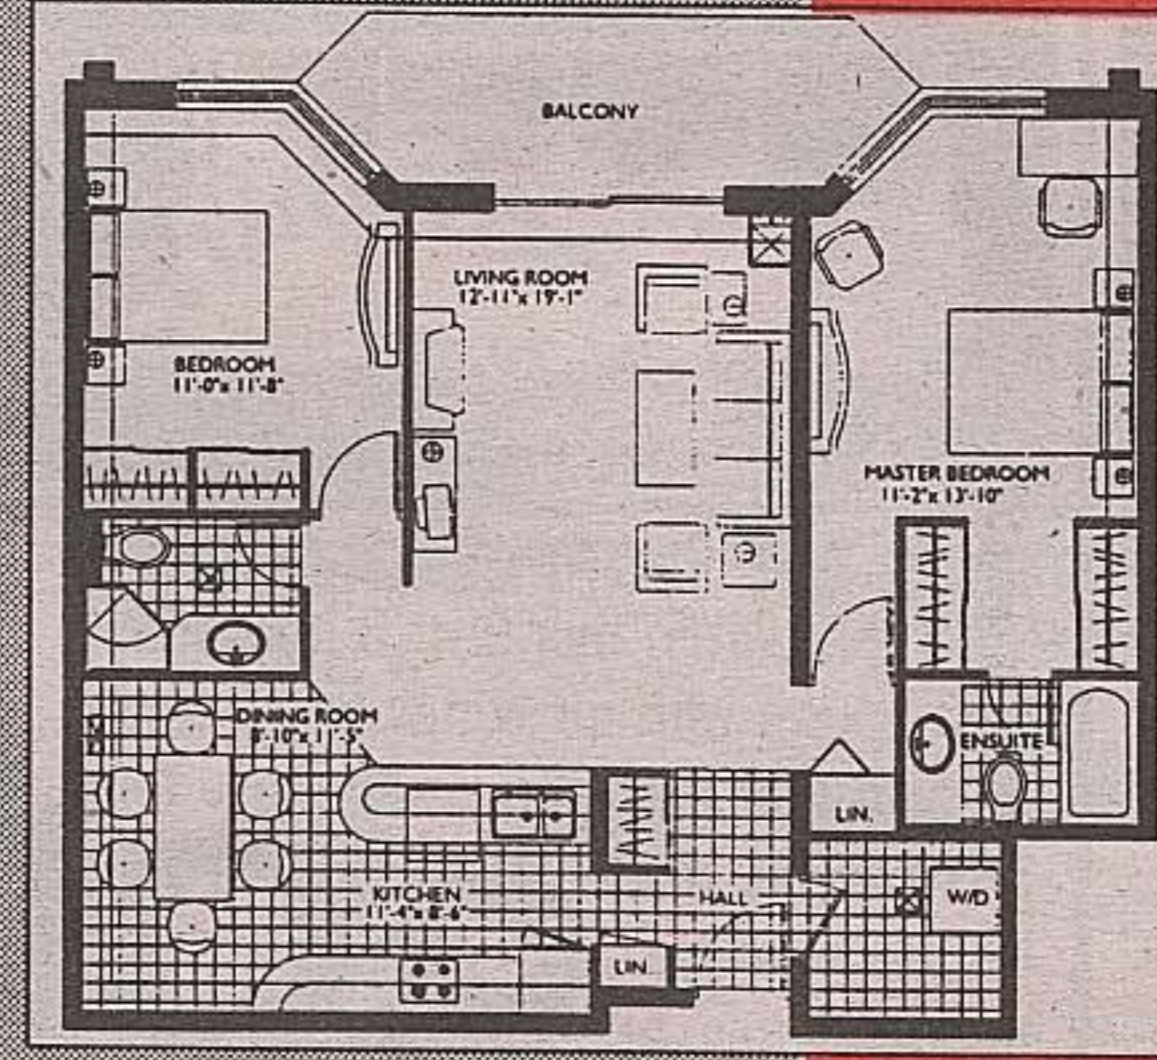 BALCONY
LIVING ROOM
12'-11"x 19'-1"
BEDROOM
11'-0"x 11'-8"
MASTER BEDROOM
11'-2"x 13'-10"
DINING ROOM
8'-10"x 11'-5"
ENSUITE
LIN.
KITCHEN
11'-4"x 8'-6"
HALL
W/D
LIN.